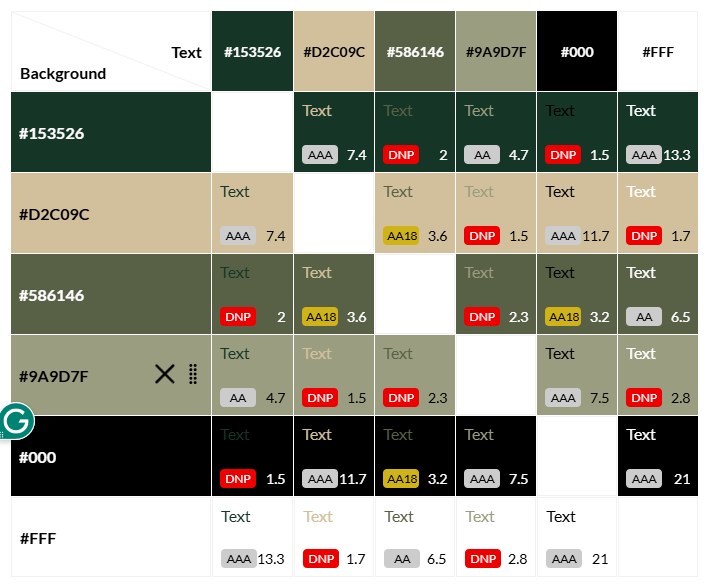 Text
Background
#153526 #D2C09C #586146 #9A9D7F #000 #FFF
#153526
Text Text Text Text Text
AAA 7.4 DNP 2 AA 4.7 DNP 1.5 AAA 13.3
#D2C09C
Text Text Text Text Text
AAA 7.4 AA18 3.6 DNP 1.5 AAA 11.7 DNP 1.7
#586146
Text Text Text Text Text
DNP 2 AA18 3.6 DNP 2.3 AA18 3.2 AA 6.5
#9A9D7F
Text Text Text Text Text
AA 4.7 DNP 1.5 DNP 2.3 AAA 7.5 DNP 2.8
#000
Text Text Text Text Text
DNP 1.5 AAA 11.7 AA18 3.2 AAA 7.5 AAA 21
#FFF
Text Text Text Text Text
AAA 13.3 DNP 1.7 AA 6.5 DNP 2.8 AAA 21